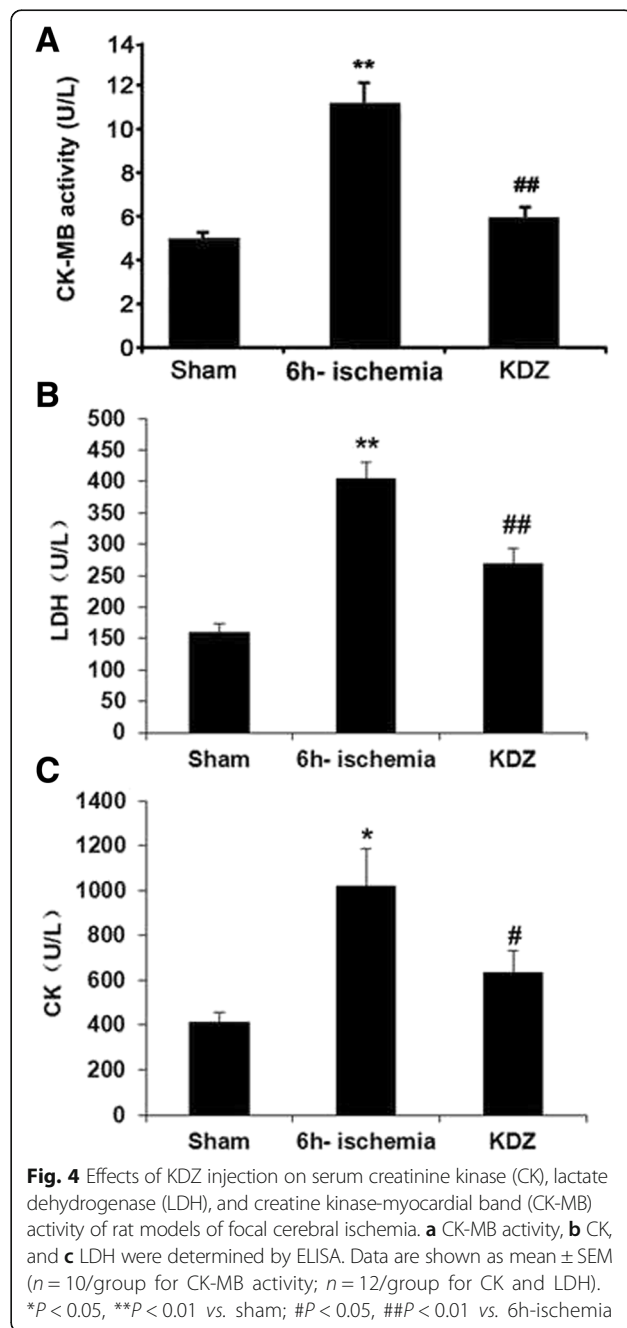 A
CK-MB activity (U/L)
14
12
10
8
6
4
2
0
**
##
Sham 6h- ischemia KDZ
B
LDH（U/L）
500
450
400
350
300
250
200
150
100
50
0
**
##
Sham 6h- ischemia KDZ
C
CK（U/L）
1400
1200
1000
800
600
400
200
0
*
#
Sham 6h- ischemia KDZ
Fig. 4 Effects of KDZ injection on serum creatinine kinase (CK), lactate
dehydrogenase (LDH), and creatine kinase-myocardial band (CK-MB)
activity of rat models of focal cerebral ischemia. a CK-MB activity, b CK,
and c LDH were determined by ELISA. Data are shown as mean ± SEM
(n = 10/group for CK-MB activity; n = 12/group for CK and LDH).
*P < 0.05, **P < 0.01 vs. sham; #P < 0.05, ##P < 0.01 vs. 6h-ischemia